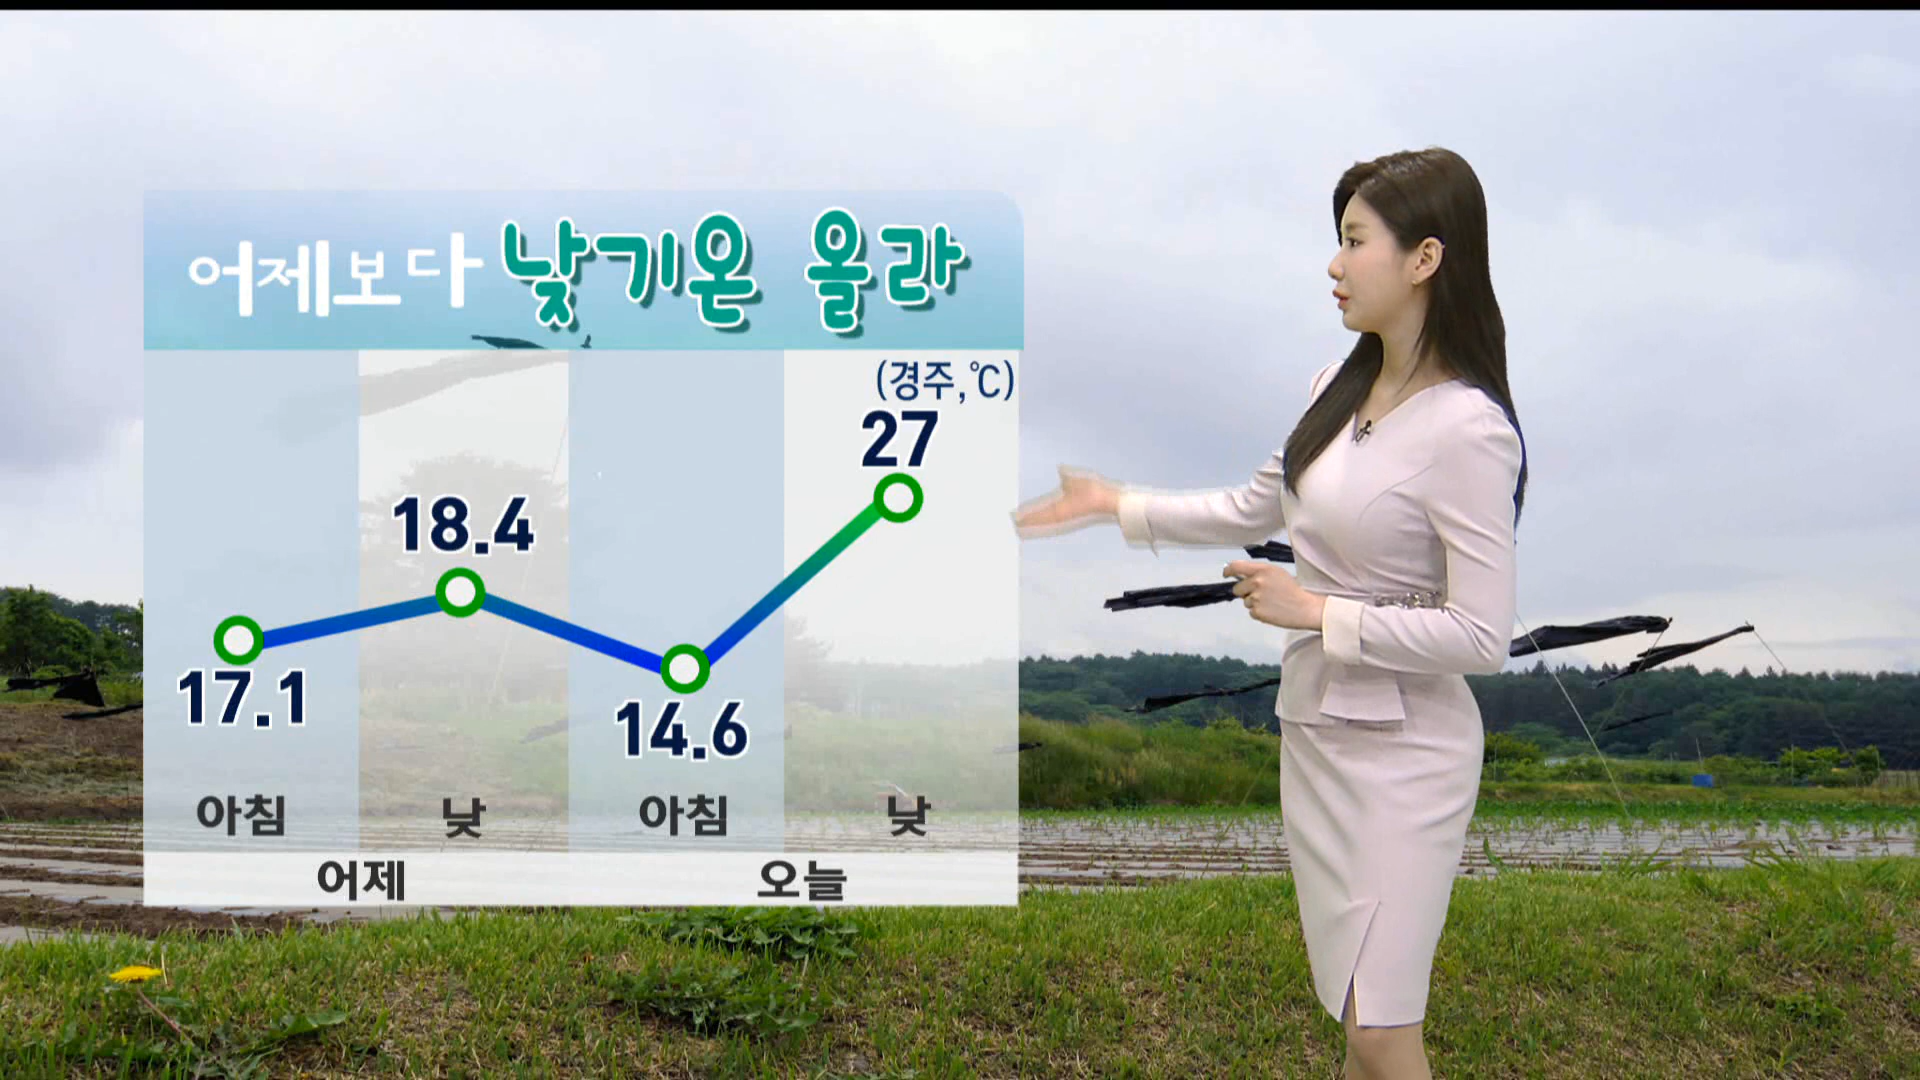 어제보다 낮기온 올라
(경주,℃)
27
18.4
17.1
14.6
아침 낮 아침 낮
어제 오늘